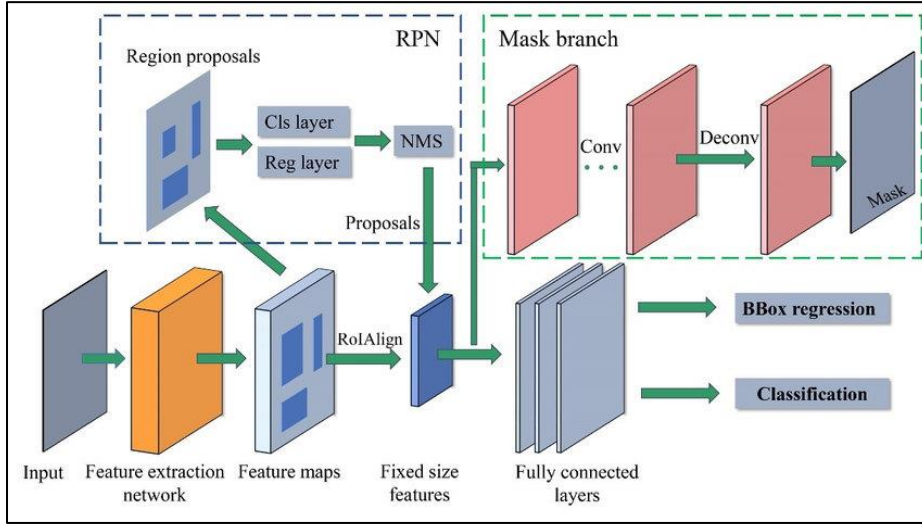 RPN
Region proposals
Cls layer
Reg layer
NMS
Proposals
Mask branch
Conv
Deconv
Mask
RoIAlign
BBox regression
Classification
Input
Feature extraction
network
Feature maps
Fixed size
features
Fully connected
layers